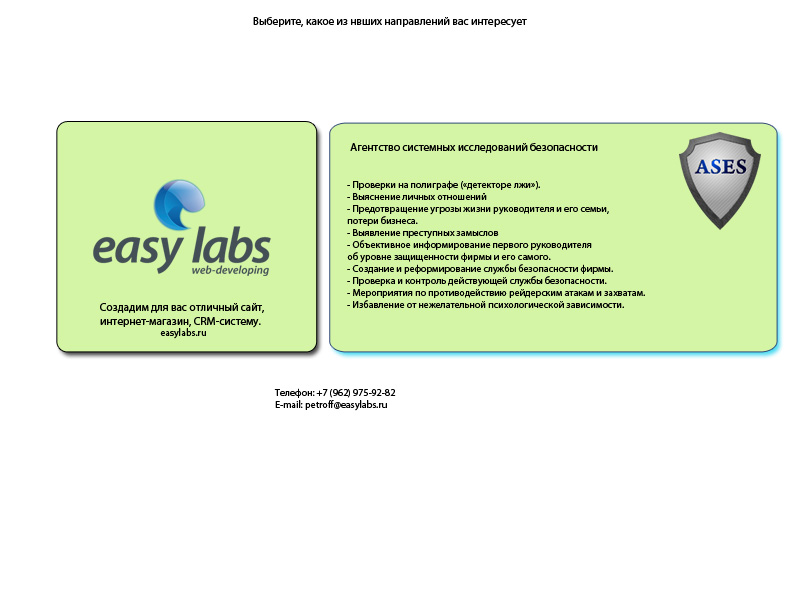 Выберите, какое из нвших направлений вас интересует
easy labs
web-developing
Создадим для вас отличный сайт,
интернет-магазин, CRM-систему.
easylabs.ru
Агентство системных исследований безопасности
ASES
- Проверки на полиграфе («детекторе лжи»).
- Выяснение личных отношений
- Предотвращение угрозы жизни руководителя и его семьи,
потери бизнеса.
- Выявление преступных замыслов
- Объективное информирование первого руководителя
об уровне защищенности фирмы и его самого.
- Создание и реформирование службы безопасности фирмы.
- Проверка и контроль действующей службы безопасности.
- Мероприятия по противодействию рейдерским атакам и захватам.
- Избавление от нежелательной психологической зависимости.
Телефон: +7 (962) 975-92-82
E-mail: petroff@easylabs.ru